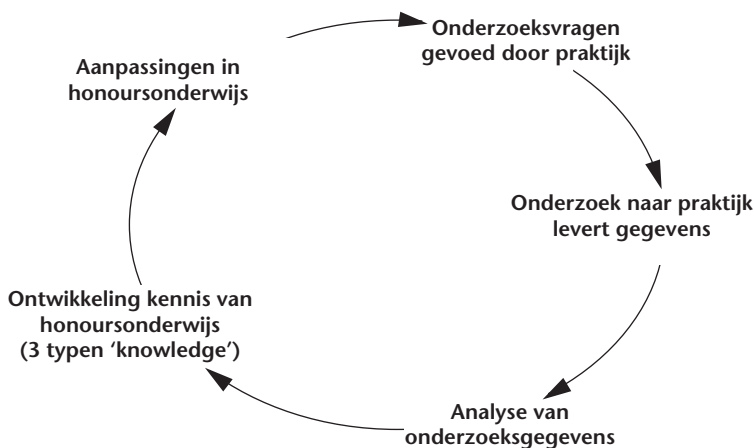 Onderzoeksvragen
gevoed door praktijk
Onderzoek naar praktijk
levert gegevens
Analyse van
onderzoeksgegevens
Ontwikkeling kennis van
honoursonderwijs
(3 typen ‘knowledge’)
Aanpassingen in
honoursonderwijs